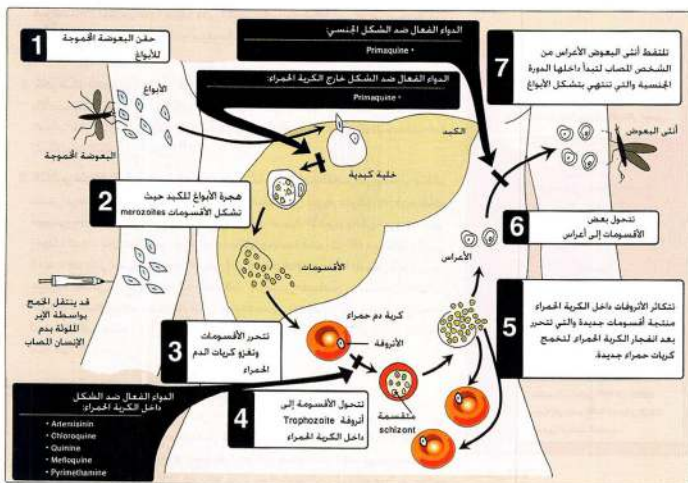 1
حقن البعوضة الخموجة
للأبواغ
الأبواغ
البعوضة الخموجة
الدواء الفعال ضد الشكل الجنسي:
• Primaquine
الدواء الفعال ضد الشكل خارج الكرية الحمراء:
• Primaquine
الكبد
خلية كبدية
2
هجرة الأبواغ للكبد حيث
تشكل الأقسومات merozoites
الأقسومات
قد ينتقل الخمج
بواسطة الإبر
الملوثة بدم
الإنسان المصاب
3
تتحرر الأقسومات
وتغزو كريات الدم
الحمراء
كرية دم حمراء
الأتروفة
4
تتحول الأقسومة إلى
أتروفة Trophozoite
داخل الكرية الحمراء
منقسمة
schizont
الدواء الفعال ضد الشكل
داخل الكرية الحمراء:
• Artemisinin
• Chloroquine
• Quinine
• Mefloquine
• Pyrimethamine
5
تتكاثر الأتروفات داخل الكرية الحمراء
منتجة أقسومات جديدة والتي تتحرر
بعد انفجار الكرية الحمراء لتخمج
كريات حمراء جديدة.
6
تتحول بعض
الأقسومات إلى أعراس
الأعراس
7
تلتقط أنثى البعوض الأعراس من
الشخص المصاب لتبدأ داخلها الدورة
الجنسية والتي تنتهي بتشكل الأبواغ
أنثى البعوض